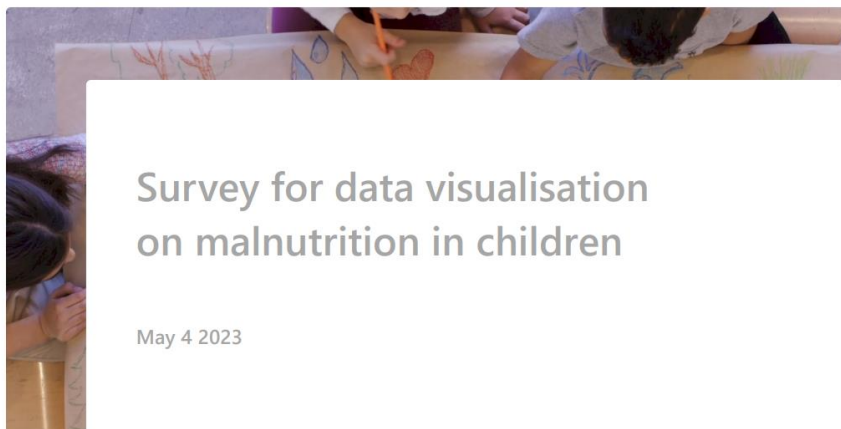 Survey for data visualisation
on malnutrition in children
May 4 2023